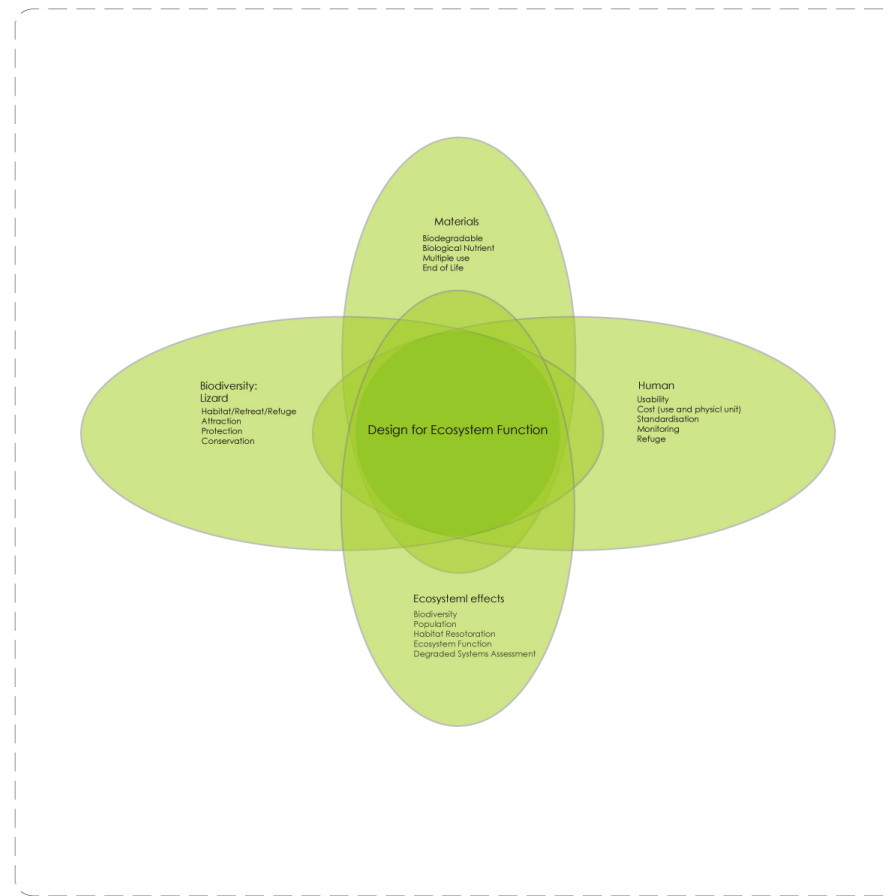 Materials
Biodegradable
Biological Nutrient
Multiple use
End of Life
Biodiversity:
Lizard
Habitat/Retreat/Refuge
Attraction
Protection
Conservation
Human
Usability
Cost (use and physicl unit)
Standardisation
Monitoring
Refuge
Design for Ecosystem Function
Ecosysteml effects
Biodiversity
Population
Habitat Resotoration
Ecosystem Function
Degraded Systems Assessment